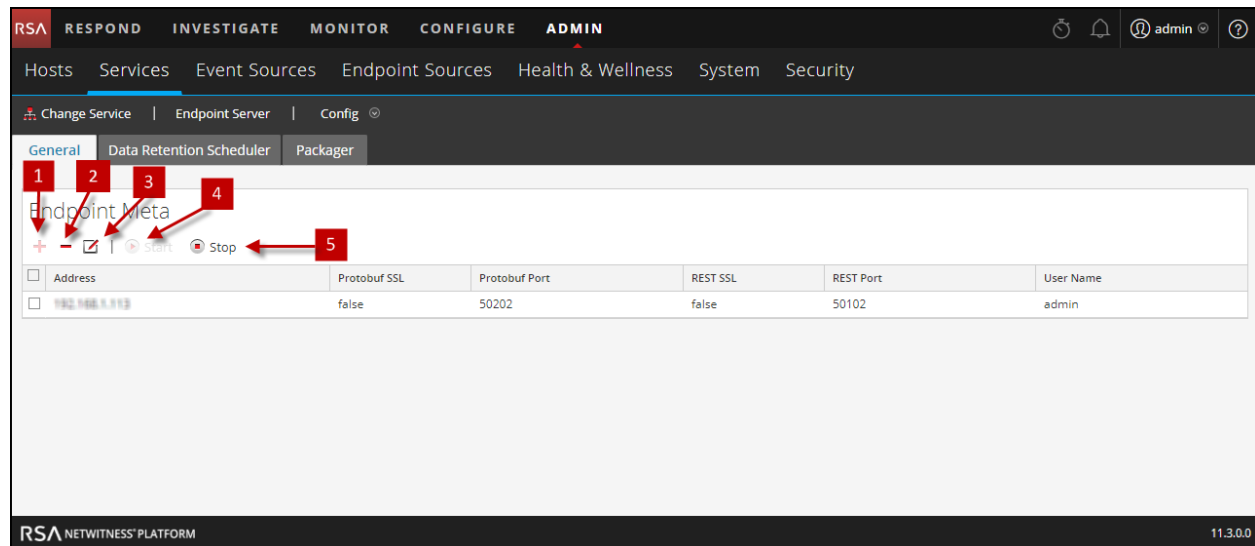 RSA RESPOND INVESTIGATE MONITOR CONFIGURE ADMIN admin ?
Hosts Services Event Sources Endpoint Sources Health & Wellness System Security
Change Service | Endpoint Server | Config
General Data Retention Scheduler Packager
1 2 3 4
Endpoint Meta
Start Stop 5
Address Protobuf SSL Protobuf Port REST SSL REST Port User Name
false 50202 false 50102 admin
RSA NETWITNESS® PLATFORM 11.3.0.0